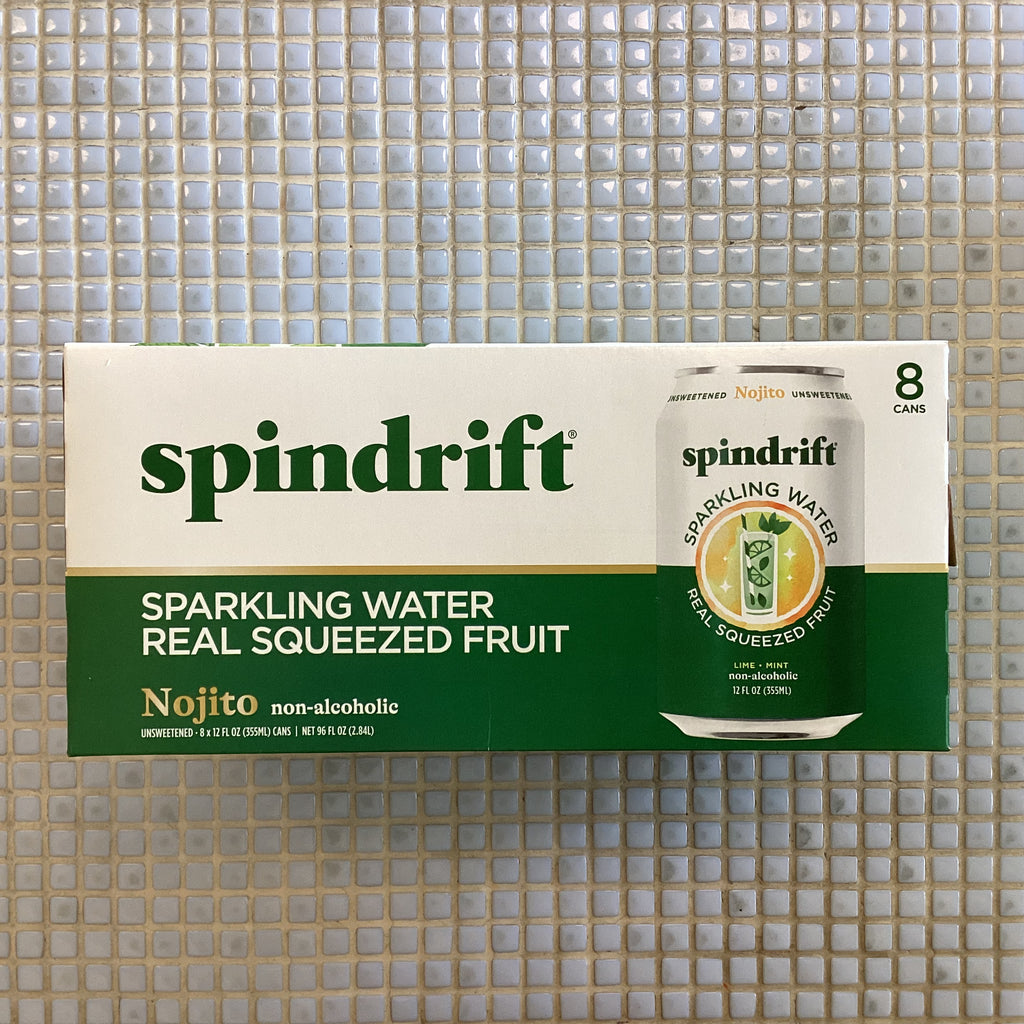 spindrift®
SPARKLING WATER
REAL SQUEEZED FRUIT
Nojito non-alcoholic
UNSWEETENED · 8 x 12 FL OZ (355ML) CANS | NET 96 FL OZ (2.84L)
UNSWEETENED Nojito UNSWEETENED
spindrift
SPARKLING WATER
REAL SQUEEZED FRUIT
LIME • MINT
non-alcoholic
12 FL OZ (355ML)
8
CANS